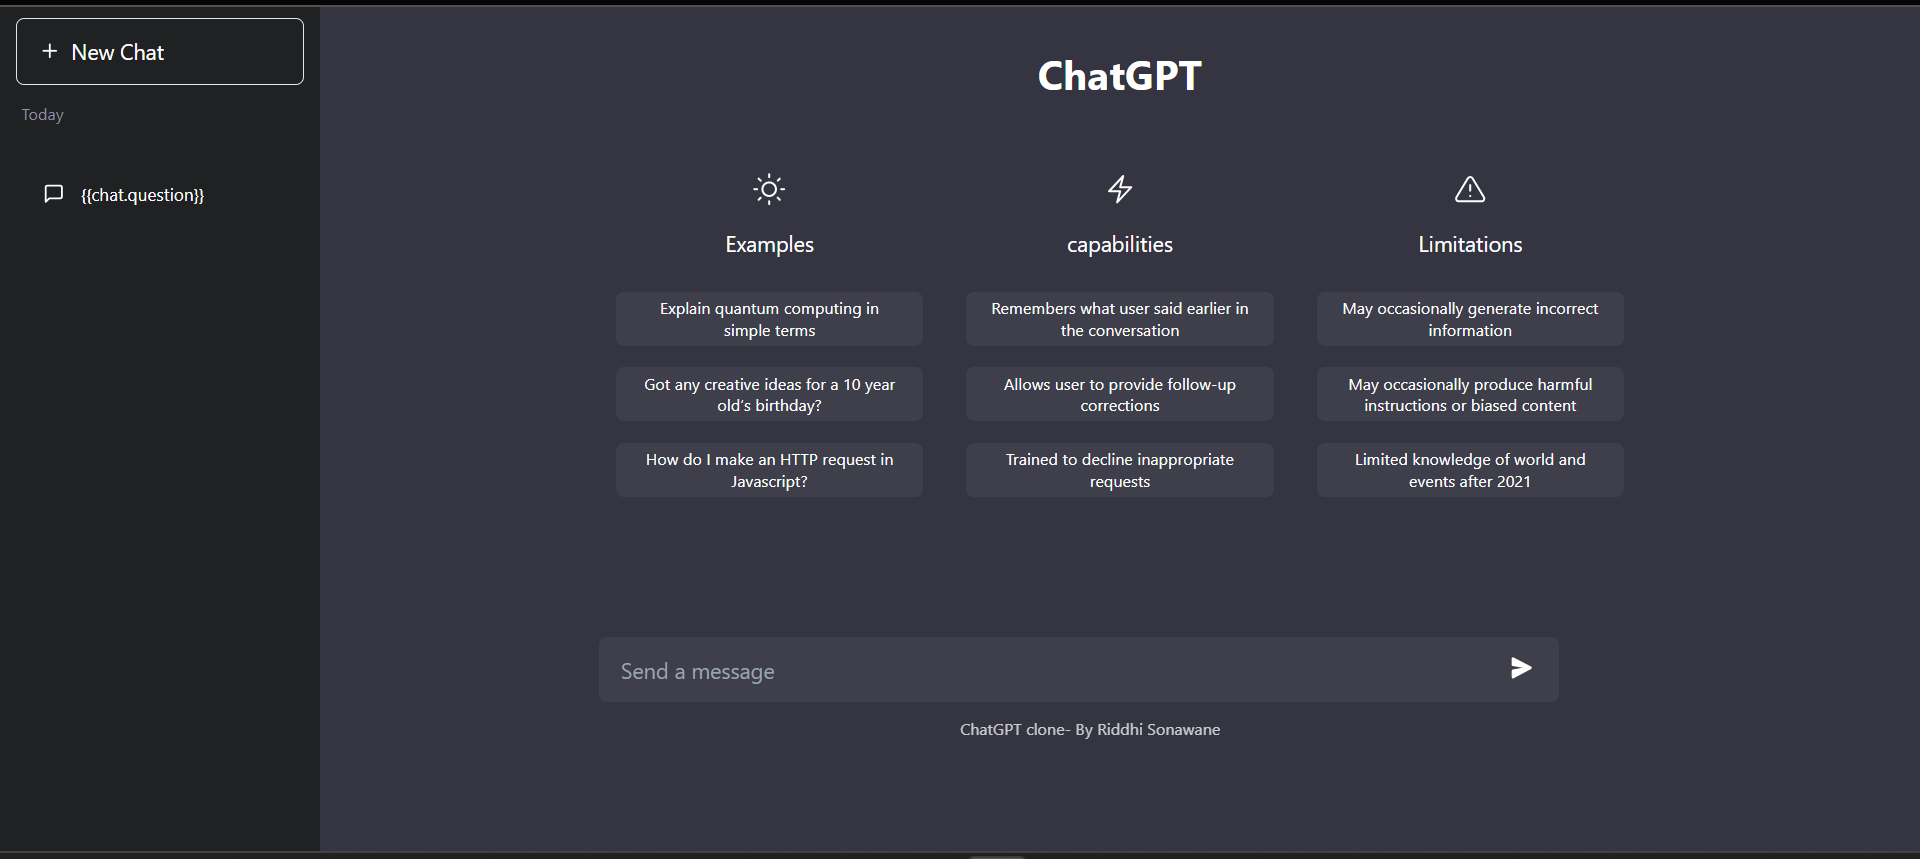 New Chat
Today
{{chat.question}}
ChatGPT
Examples
Explain quantum computing in
simple terms
Got any creative ideas for a 10 year
old's birthday?
How do I make an HTTP request in
Javascript?
capabilities
Remembers what user said earlier in
the conversation
Allows user to provide follow-up
corrections
Trained to decline inappropriate
requests
Limitations
May occasionally generate incorrect
information
May occasionally produce harmful
instructions or biased content
Limited knowledge of world and
events after 2021
Send a message
ChatGPT clone- By Riddhi Sonawane